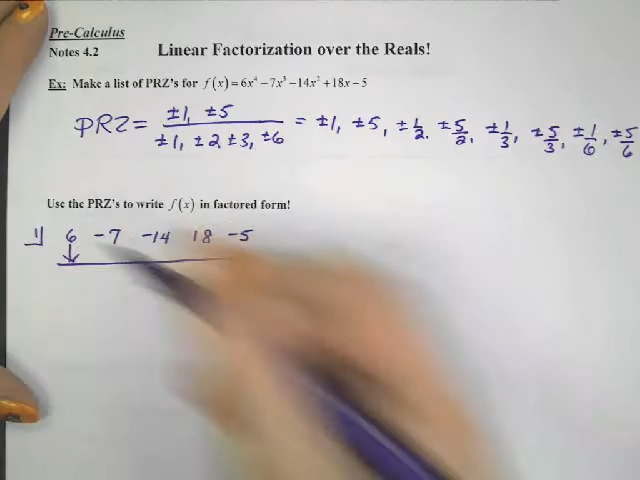 Pre-Calculus
Notes 4.2 Linear Factorization over the Reals!
Ex: Make a list of PRZ's for f(x)=6x⁴−7x³−14x²+18x−5
PRZ = ±1, ±5 / ±1, ±2 ±3, ±6 = ±1, ±5, ±1/2, ±5/2, ±1/3, ±5/3, ±1/6, ±5/6
Use the PRZ's to write f(x) in factored form!
1 6 -7 -14 18 -5